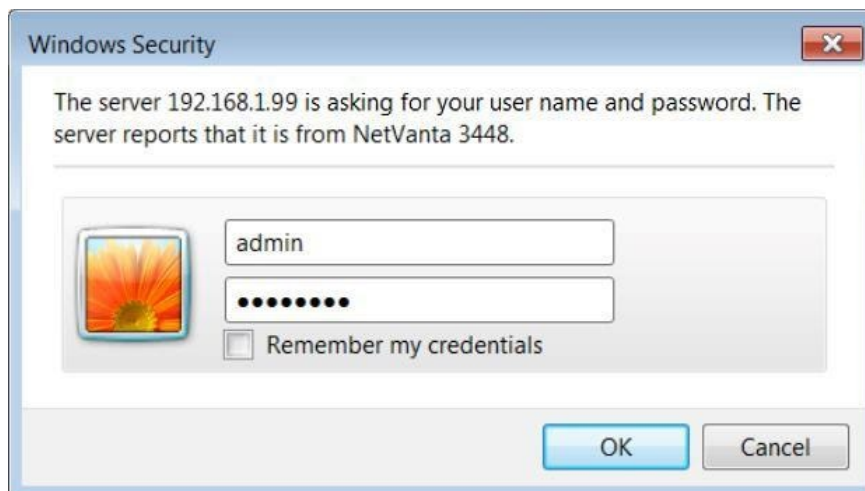 Windows Security
The server 192.168.1.99 is asking for your user name and password. The
server reports that it is from NetVanta 3448.
admin
●●●●●●●●
Remember my credentials
OK
Cancel